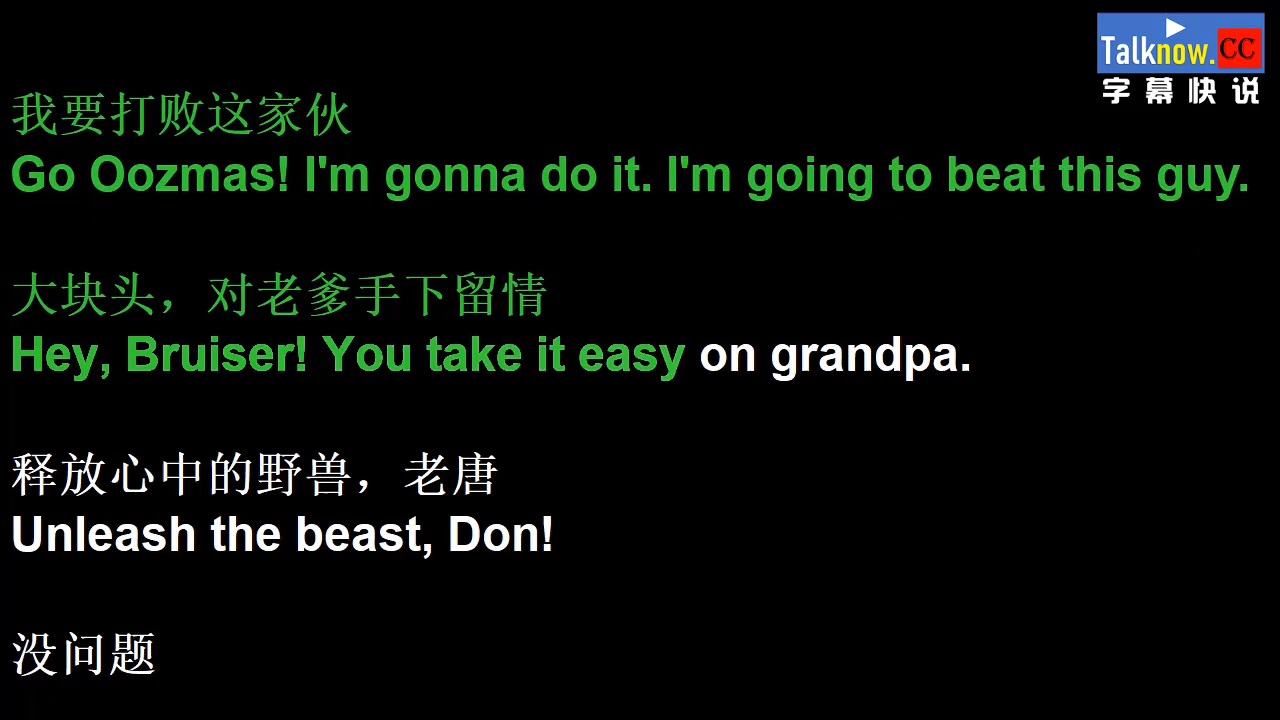 Talknow.CC
字幕快说
我要打败这家伙
Go Oozmas! I'm gonna do it. I'm going to beat this guy.
大块头，对老爹手下留情
Hey, Bruiser! You take it easy on grandpa.
释放心中的野兽，老唐
Unleash the beast, Don!
没问题